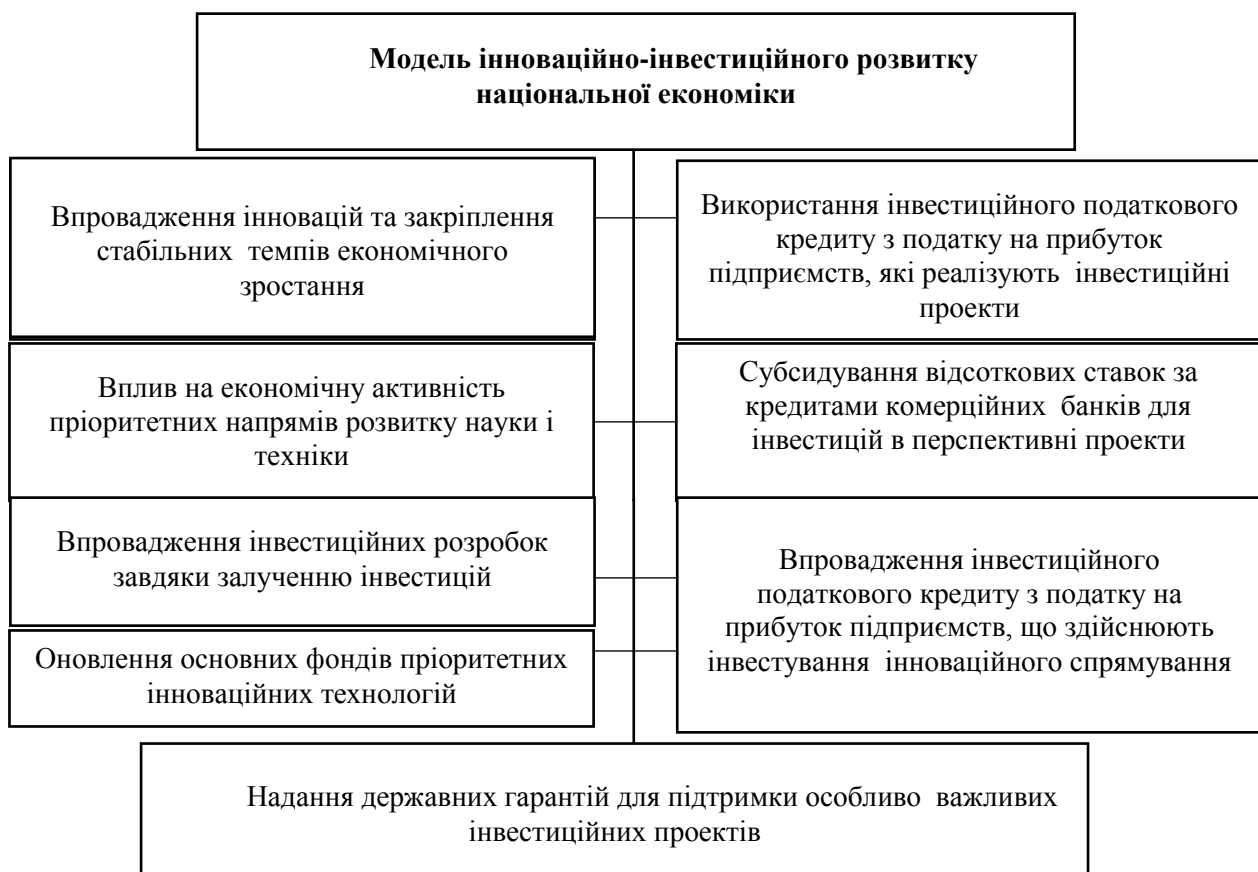 Модель інноваційно-інвестиційного розвитку
національної економіки
Впровадження інновацій та закріплення
стабільних темпів економічного
зростання
Вплив на економічну активність
пріоритетних напрямів розвитку науки і
техніки
Впровадження інвестиційних розробок
завдяки залученню інвестицій
Оновлення основних фондів пріоритетних
інноваційних технологій
Використання інвестиційного податкового
кредиту з податку на прибуток
підприємств, які реалізують інвестиційні
проекти
Субсидування відсоткових ставок за
кредитами комерційних банків для
інвестицій в перспективні проекти
Впровадження інвестиційного
податкового кредиту з податку на
прибуток підприємств, що здійснюють
інвестування інноваційного спрямування
Надання державних гарантій для підтримки особливо важливих
інвестиційних проектів